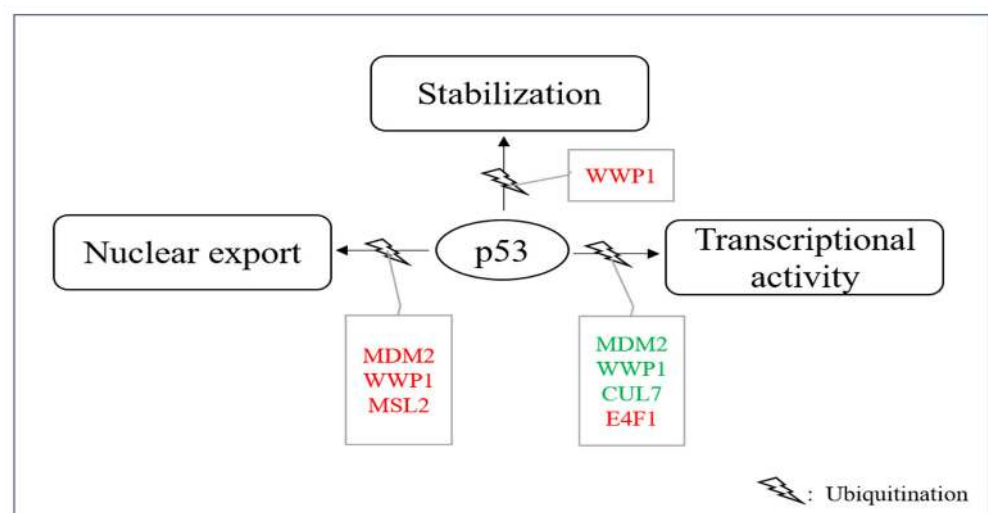 Stabilization
WWP1
Nuclear export
p53
Transcriptional
activity
MDM2
WWP1
MSL2
MDM2
WWP1
CUL7
E4F1
: Ubiquitination